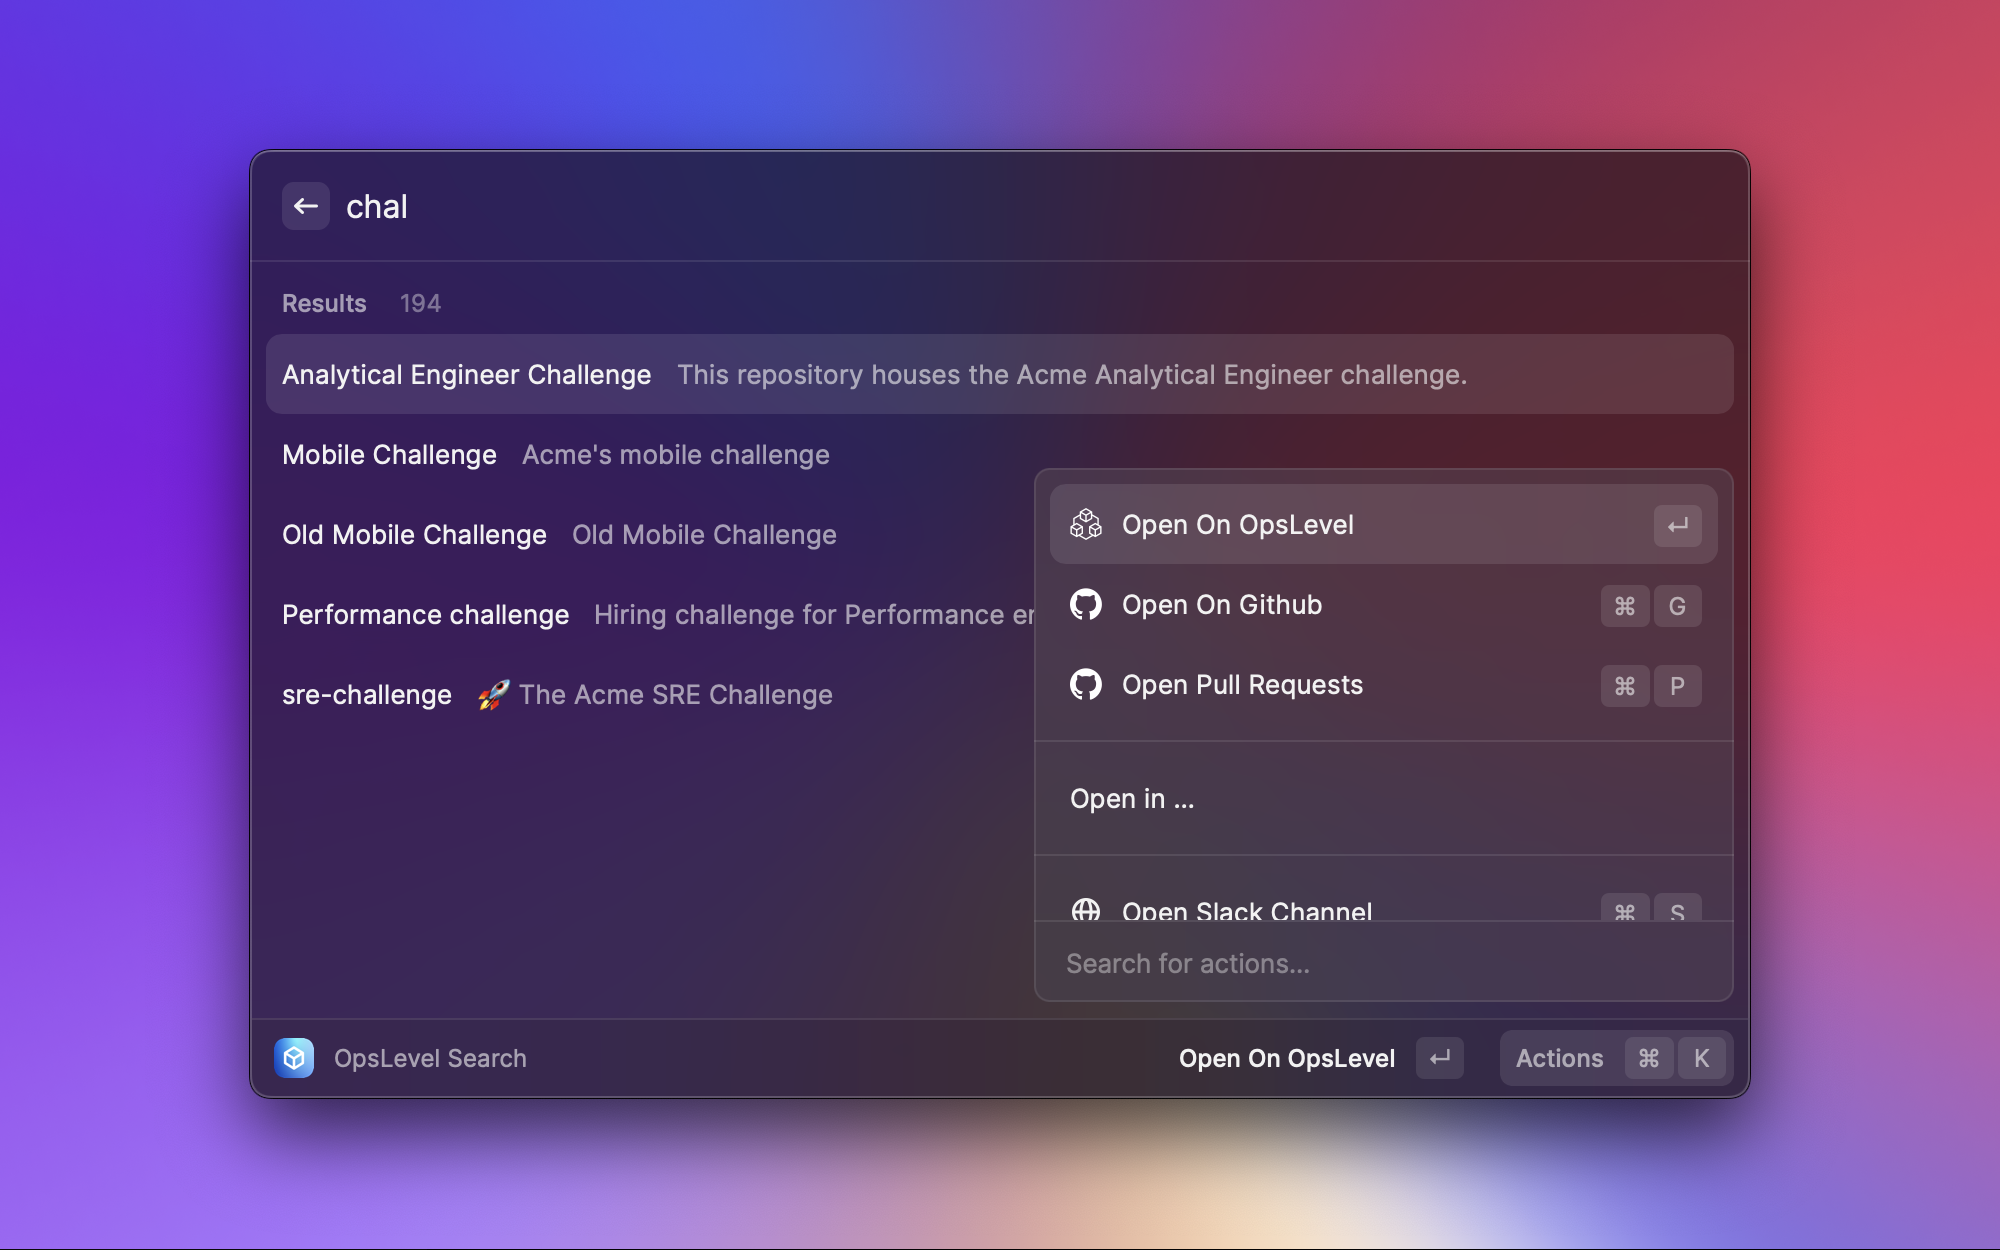 chal
Results 194
Analytical Engineer Challenge This repository houses the Acme Analytical Engineer challenge.
Mobile Challenge Acme's mobile challenge
Old Mobile Challenge Old Mobile Challenge
Performance challenge Hiring challenge for Performance
sre-challenge 🚀 The Acme SRE Challenge
Open On OpsLevel ↵
Open On Github ⌘ G
Open Pull Requests ⌘ P
Open in ...
Open Slack Channel ⌘ S
Search for actions...
OpsLevel Search
Open On OpsLevel ↵ Actions ⌘ K